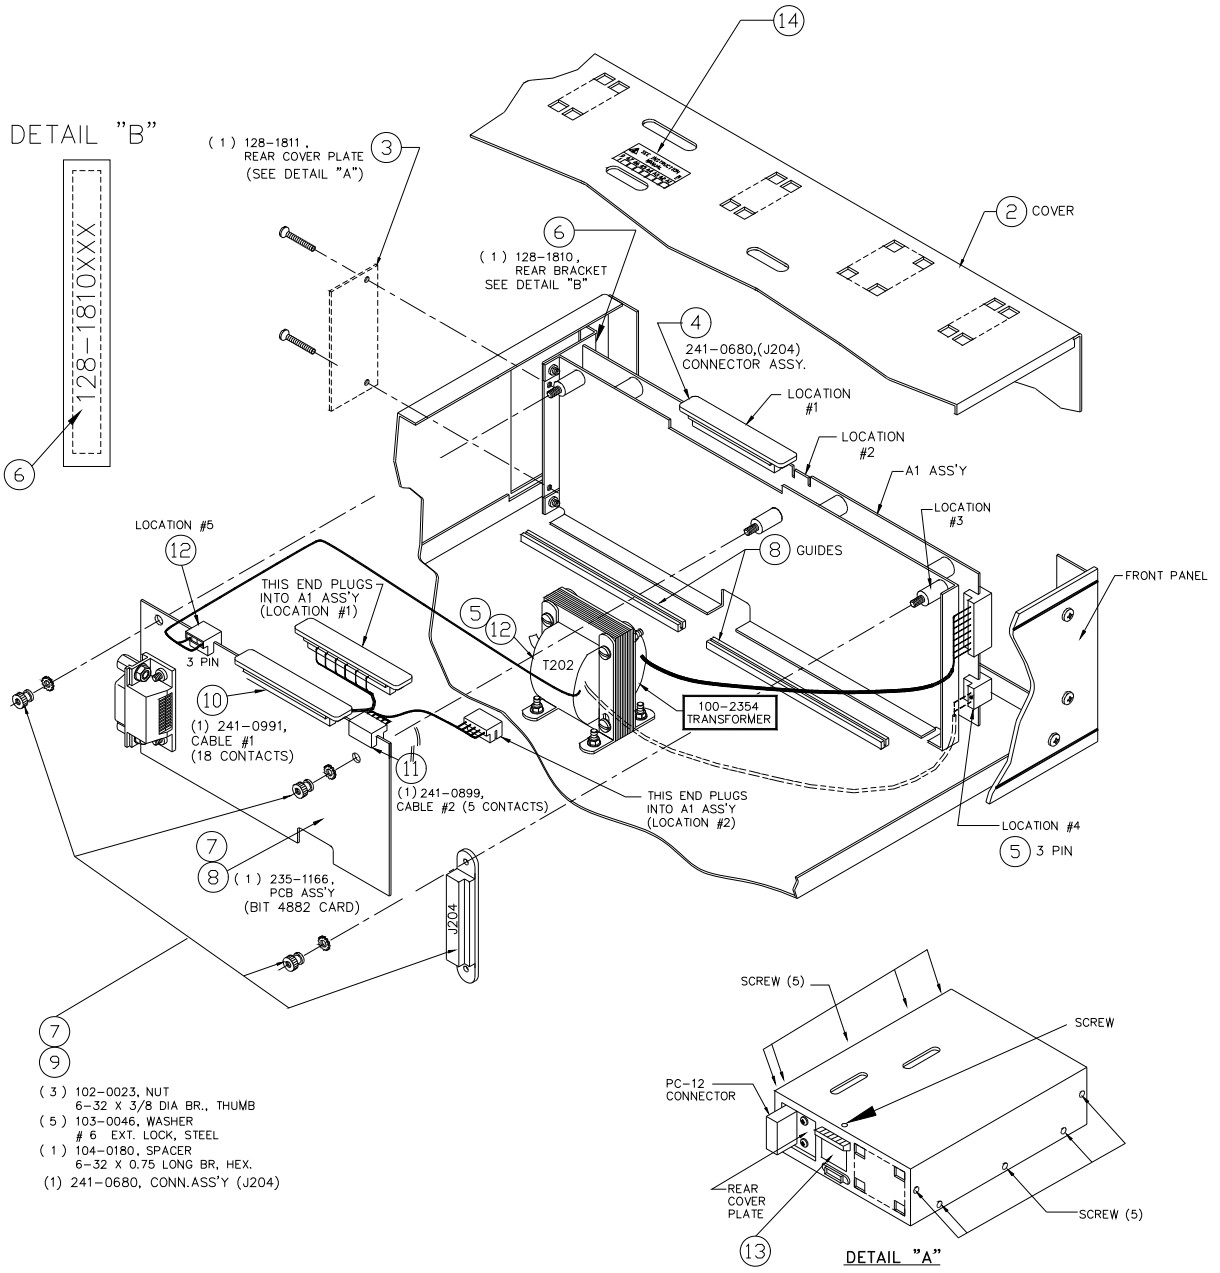 14
DETAIL "B"
128-1810XXX
6
( 1 ) 128-1811 ,
REAR COVER PLATE
(SEE DETAIL "A")
3
SEE INSTRUCTION
MANUAL
2 COVER
6
( 1 ) 128-1810,
REAR BRACKET
SEE DETAIL "B"
4
241-0680,(J204)
CONNECTOR ASSY.
LOCATION
#1
LOCATION
#2
A1 ASS'Y
LOCATION
#3
LOCATION #5
12
8 GUIDES
FRONT PANEL
THIS END PLUGS
INTO A1 ASS'Y
(LOCATION #1)
5
12
T202
3 PIN
10
(1) 241-0991,
CABLE #1
(18 CONTACTS)
100-2354
TRANSFORMER
11
(1) 241-0899,
CABLE #2 (5 CONTACTS)
THIS END PLUGS
INTO A1 ASS'Y
(LOCATION #2)
LOCATION #4
5 3 PIN
7
8
( 1 ) 235-1166,
PCB ASS'Y
(BIT 4882 CARD)
J204
7
9
( 3 ) 102-0023, NUT
6-32 X 3/8 DIA BR., THUMB
( 5 ) 103-0046, WASHER
# 6 EXT. LOCK, STEEL
( 1 ) 104-0180, SPACER
6-32 X 0.75 LONG BR, HEX.
(1) 241-0680, CONN.ASS'Y (J204)
SCREW (5)
SCREW
PC-12
CONNECTOR
REAR
COVER
PLATE
13
SCREW (5)
DETAIL "A"